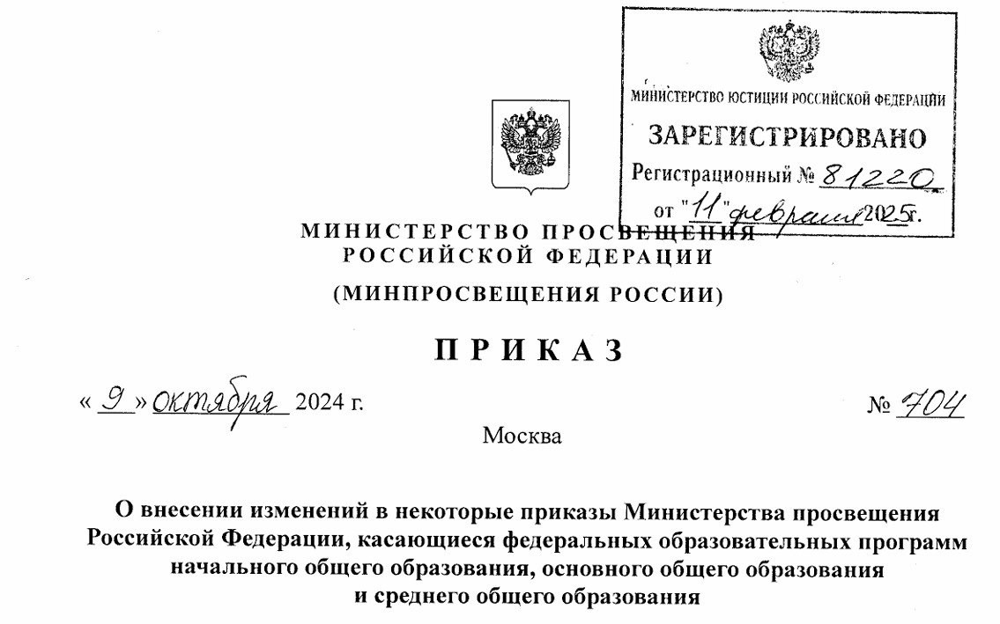 МИНИСТЕРСТВО ЮСТИЦИИ РОССИЙСКОЙ ФЕДЕРАЦИИ
ЗАРЕГИСТРИРОВАНО
Регистрационный № 81220
от "11" февраля 2025г.
МИНИСТЕРСТВО ПРОСВЕЩЕНИЯ
РОССИЙСКОЙ ФЕДЕРАЦИИ
(МИНПРОСВЕЩЕНИЯ РОССИИ)
ПРИКАЗ
« 9 » октября 2024 г.
№ 704
Москва
О внесении изменений в некоторые приказы Министерства просвещения
Российской Федерации, касающиеся федеральных образовательных программ
начального общего образования, основного общего образования
и среднего общего образования